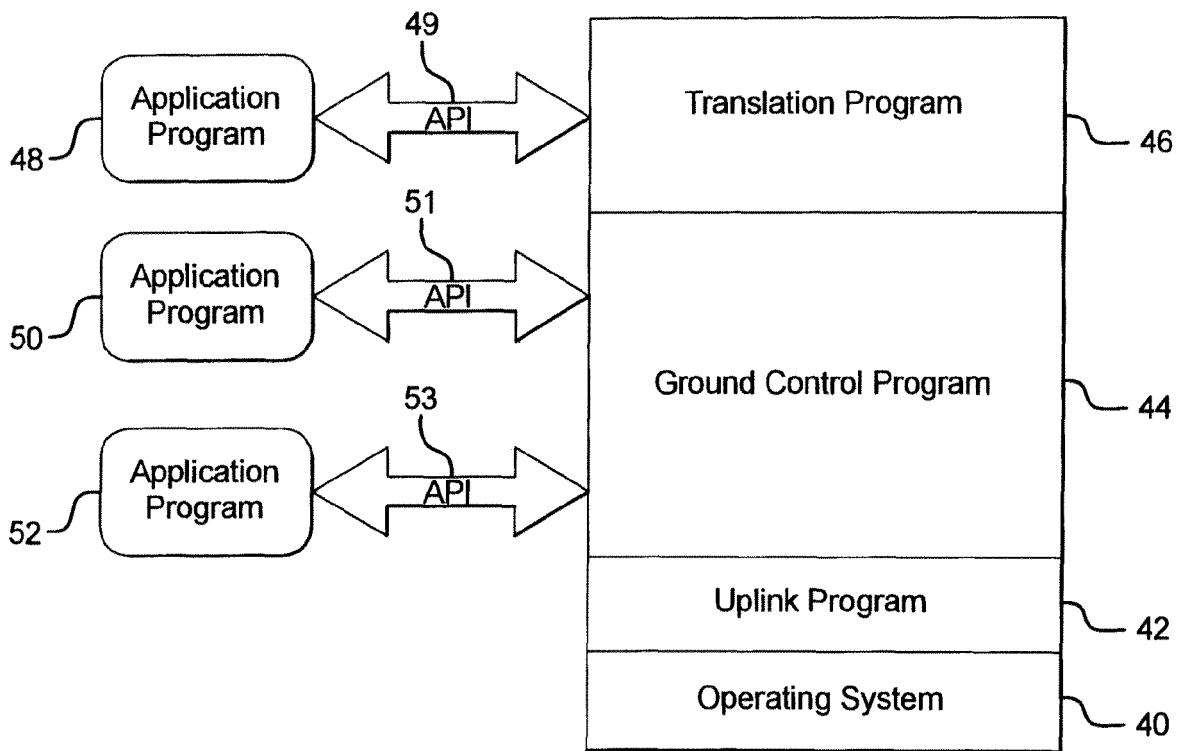 49
Application
Program
API
Translation Program
48
46
51
Application
Program
API
50
Ground Control Program
44
53
Application
Program
API
52
Uplink Program
42
Operating System
40